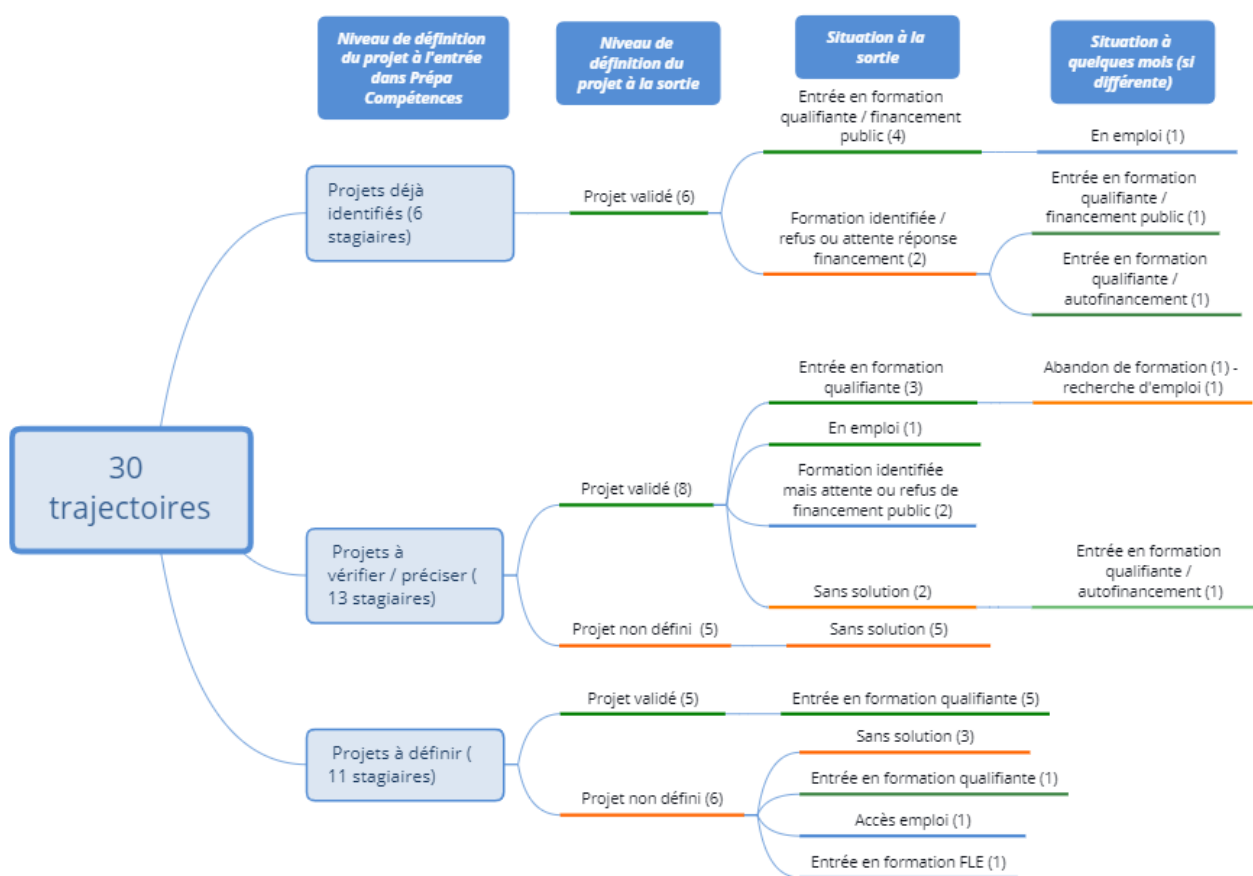 Niveau de définition
du projet à l'entrée
dans Prépa
Compétences
Niveau de
définition du
projet à la sortie
Situation à la
sortie
Situation à
quelques mois (si
différente)
30
trajectoires
Projets déjà
identifiés (6
stagiaires)
Projet validé (6)
Entrée en formation
qualifiante / financement
public (4)
En emploi (1)
Formation identifiée /
refus ou attente réponse
financement (2)
Entrée en formation
qualifiante /
financement public (1)
Entrée en formation
qualifiante /
autofinancement (1)
Projets à
vérifier / préciser (
13 stagiaires)
Projet validé (8)
Entrée en formation
qualifiante (3)
Abandon de formation (1) -
recherche d'emploi (1)
En emploi (1)
Formation identifiée
mais attente ou refus de
financement public (2)
Sans solution (2)
Entrée en formation
qualifiante /
autofinancement (1)
Projet non défini (5)
Sans solution (5)
Projets à définir (
11 stagiaires)
Projet validé (5)
Entrée en formation qualifiante (5)
Projet non défini (6)
Sans solution (3)
Entrée en formation qualifiante (1)
Accès emploi (1)
Entrée en formation FLE (1)